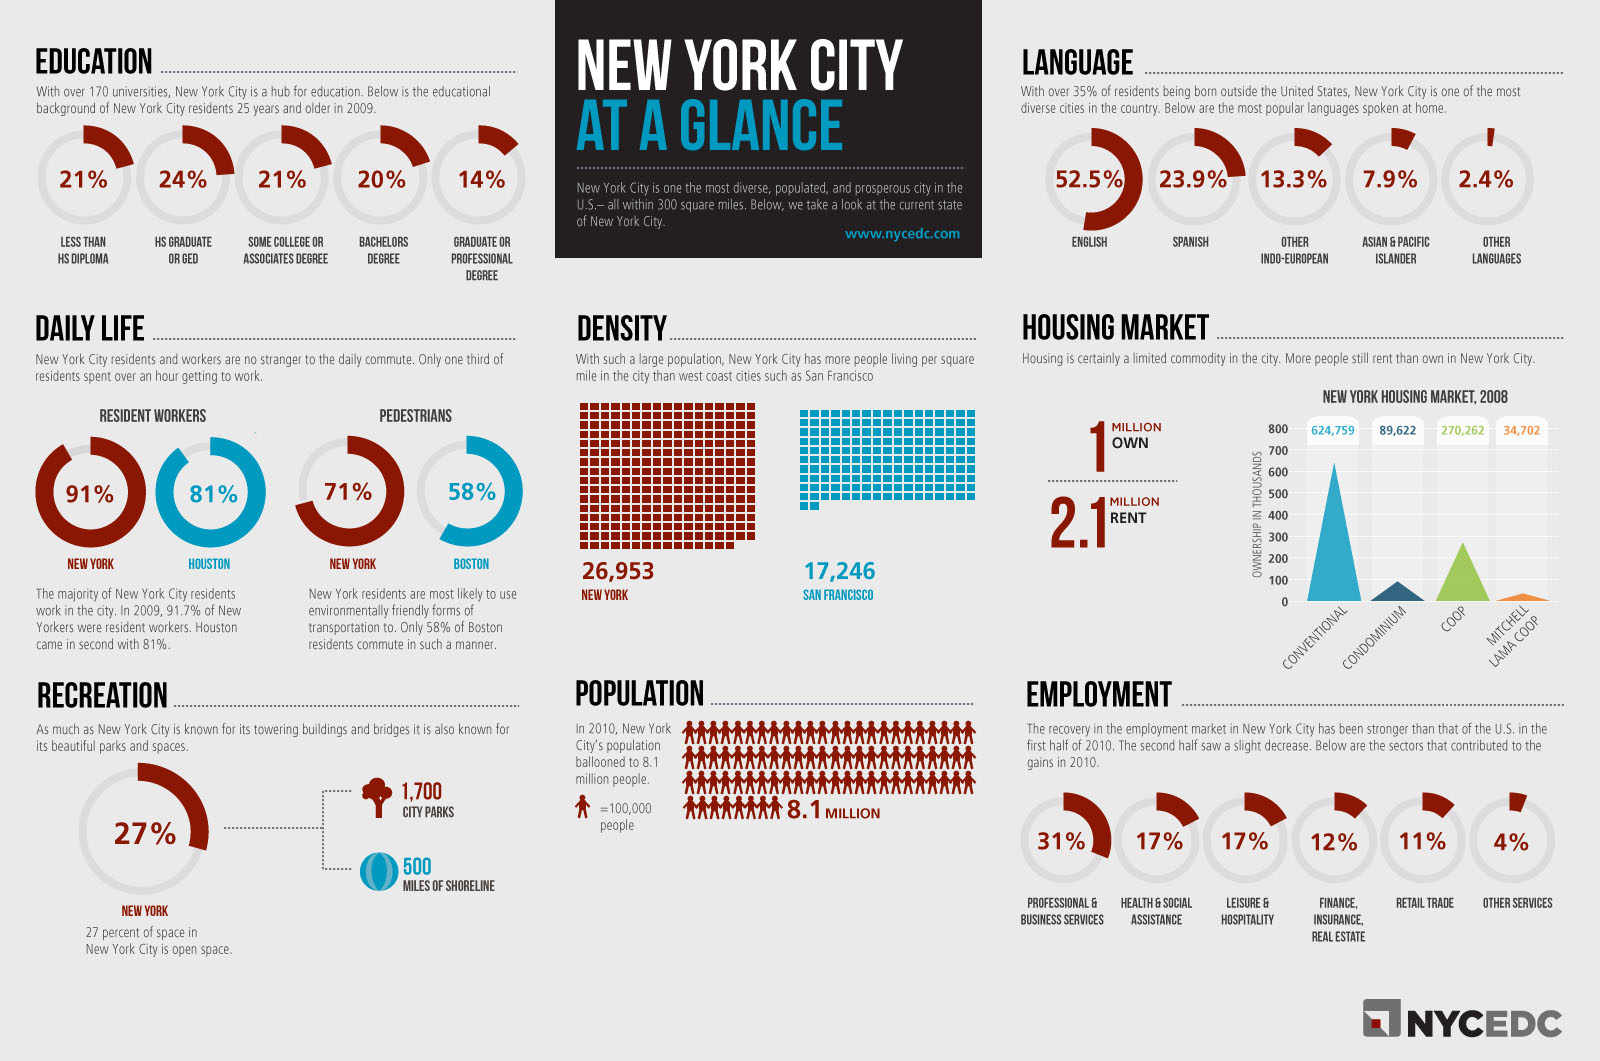 EDUCATION
With over 170 universities, New York City is a hub for education. Below is the educational
background of New York City residents 25 years and older in 2009.
21%
24%
21%
20%
14%
LESS THAN
HS DIPLOMA
HS GRADUATE
OR GED
SOME COLLEGE OR
ASSOCIATES DEGREE
BACHELORS
DEGREE
GRADUATE OR
PROFESSIONAL
DEGREE
NEW YORK CITY
AT A GLANCE
New York City is one the most diverse, populated, and prosperous city in the
U.S.– all within 300 square miles. Below, we take a look at the current state
of New York City.
www.nycedc.com
LANGUAGE
With over 35% of residents being born outside the United States, New York City is one of the most
diverse cities in the country. Below are the most popular languages spoken at home.
52.5%
23.9%
13.3%
7.9%
2.4%
ENGLISH
SPANISH
OTHER
INDO-EUROPEAN
ASIAN & PACIFIC
ISLANDER
OTHER
LANGUAGES
DAILY LIFE
New York City residents and workers are no stranger to the daily commute. Only one third of
residents spent over an hour getting to work.
RESIDENT WORKERS
91%
81%
NEW YORK
HOUSTON
The majority of New York City residents
work in the city. In 2009, 91.7% of New
Yorkers were resident workers. Houston
came in second with 81%.
PEDESTRIANS
71%
58%
NEW YORK
BOSTON
New York residents are most likely to use
environmentally friendly forms of
transportation to. Only 58% of Boston
residents commute in such a manner.
DENSITY
With such a large population, New York City has more people living per square
mile in the city than west coast cities such as San Francisco
26,953
NEW YORK
17,246
SAN FRANCISCO
HOUSING MARKET
Housing is certainly a limited commodity in the city. More people still rent than own in New York City.
1 MILLION
OWN
2.1 MILLION
RENT
NEW YORK HOUSING MARKET, 2008
OWNERSHIP IN THOUSANDS
800
700
600
500
400
300
200
100
0
624,759
89,622
270,262
34,702
CONVENTIONAL
CONDOMINIUM
COOP
MITCHELL
LAMA COOP
RECREATION
As much as New York City is known for its towering buildings and bridges it is also known for
its beautiful parks and spaces.
27%
NEW YORK
27 percent of space in
New York City is open space.
1,700
CITY PARKS
500
MILES OF SHORELINE
POPULATION
In 2010, New York
City's population
ballooned to 8.1
million people.
=100,000
people
8.1 MILLION
EMPLOYMENT
The recovery in the employment market in New York City has been stronger than that of the U.S. in the
first half of 2010. The second half saw a slight decrease. Below are the sectors that contributed to the
gains in 2010.
31%
17%
17%
12%
11%
4%
PROFESSIONAL &
BUSINESS SERVICES
HEALTH & SOCIAL
ASSISTANCE
LEISURE &
HOSPITALITY
FINANCE,
INSURANCE,
REAL ESTATE
RETAIL TRADE
OTHER SERVICES
NYCEDC